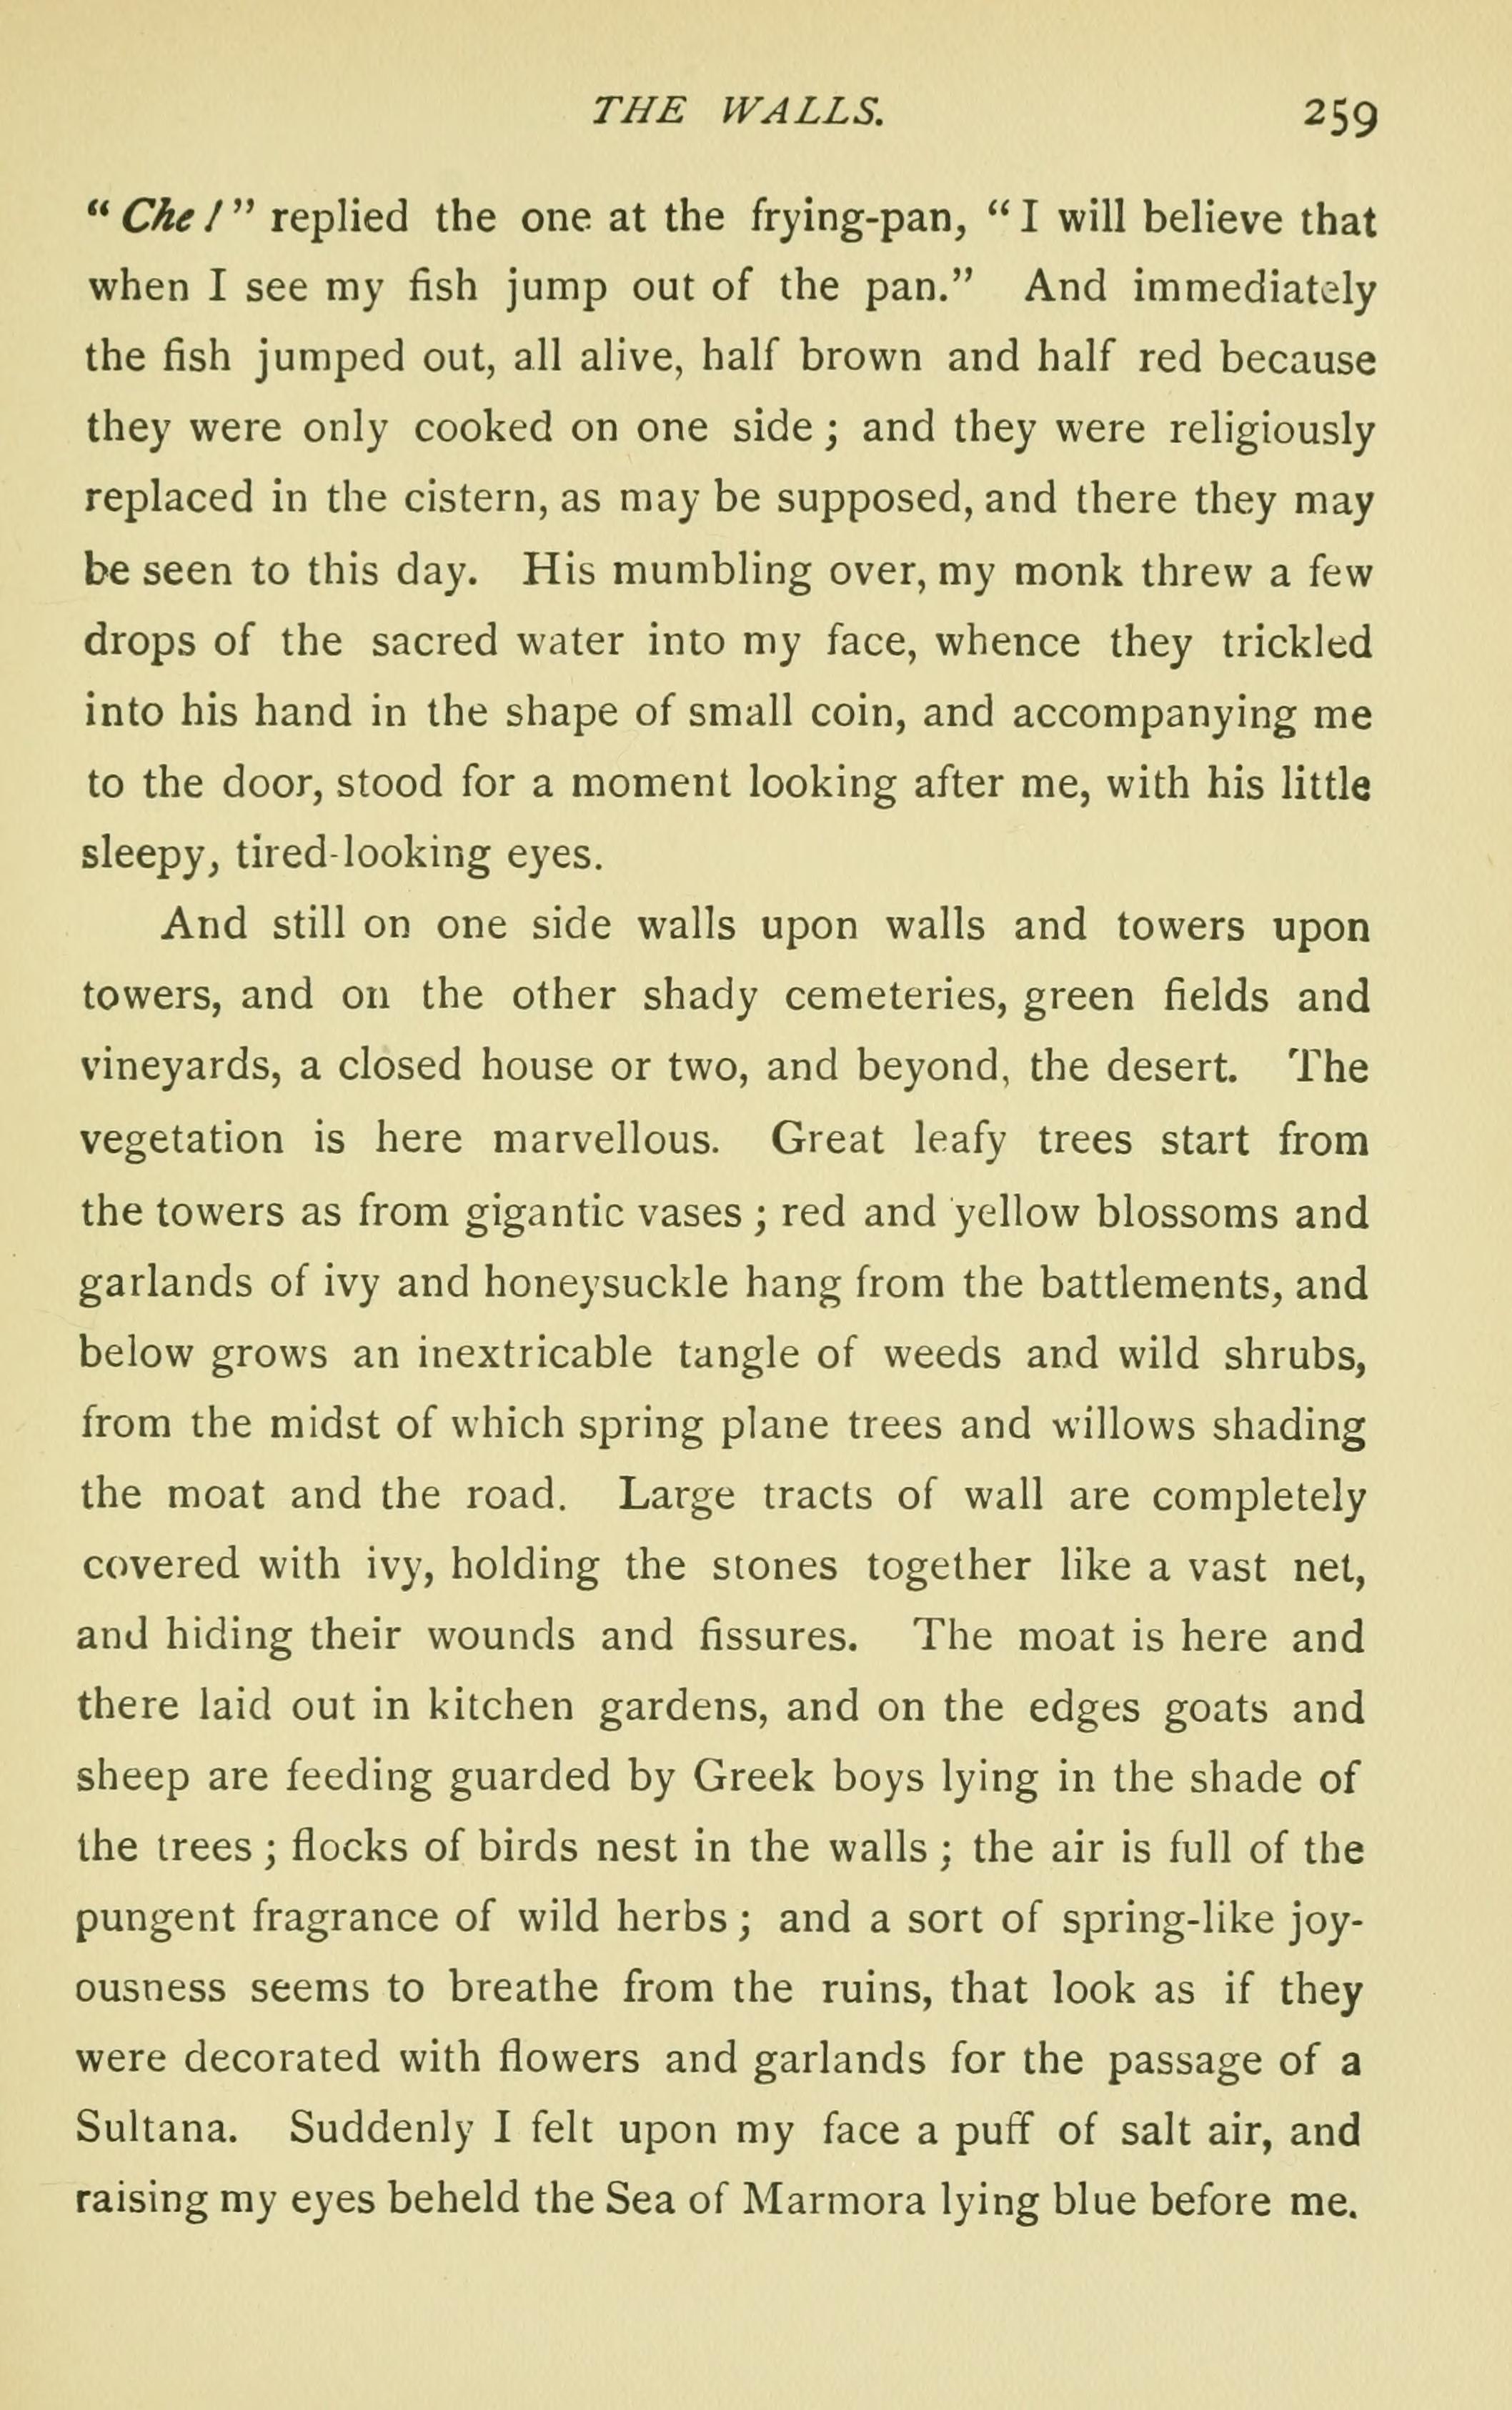 THE WALLS. 259
“Che!” replied the one at the frying-pan, “I will believe that
when I see my fish jump out of the pan.” And immediately
the fish jumped out, all alive, half brown and half red because
they were only cooked on one side; and they were religiously
replaced in the cistern, as may be supposed, and there they may
be seen to this day. His mumbling over, my monk threw a few
drops of the sacred water into my face, whence they trickled
into his hand in the shape of small coin, and accompanying me
to the door, stood for a moment looking after me, with his little
sleepy, tired-looking eyes.
And still on one side walls upon walls and towers upon
towers, and on the other shady cemeteries, green fields and
vineyards, a closed house or two, and beyond, the desert. The
vegetation is here marvellous. Great leafy trees start from
the towers as from gigantic vases; red and yellow blossoms and
garlands of ivy and honeysuckle hang from the battlements, and
below grows an inextricable tangle of weeds and wild shrubs,
from the midst of which spring plane trees and willows shading
the moat and the road. Large tracts of wall are completely
covered with ivy, holding the stones together like a vast net,
and hiding their wounds and fissures. The moat is here and
there laid out in kitchen gardens, and on the edges goats and
sheep are feeding guarded by Greek boys lying in the shade of
the trees; flocks of birds nest in the walls; the air is full of the
pungent fragrance of wild herbs; and a sort of spring-like joy-
ousness seems to breathe from the ruins, that look as if they
were decorated with flowers and garlands for the passage of a
Sultana. Suddenly I felt upon my face a puff of salt air, and
raising my eyes beheld the Sea of Marmora lying blue before me.